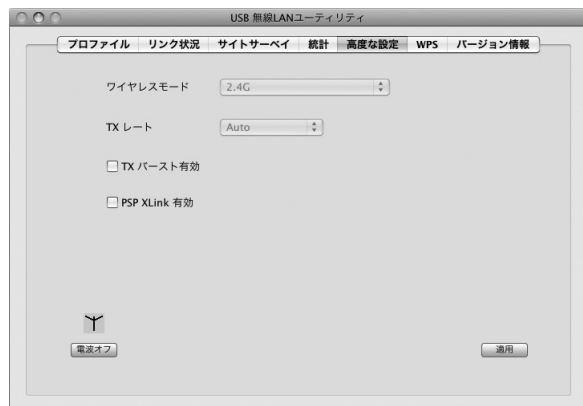 USB 無線LANユーティリティ
プロファイル リンク状況 サイトサーベイ 統計 高度な設定 WPS バージョン情報
ワイヤレスモード 2.4G
TX レート Auto
TX バースト有効
PSP XLink 有効
電波オフ 適用